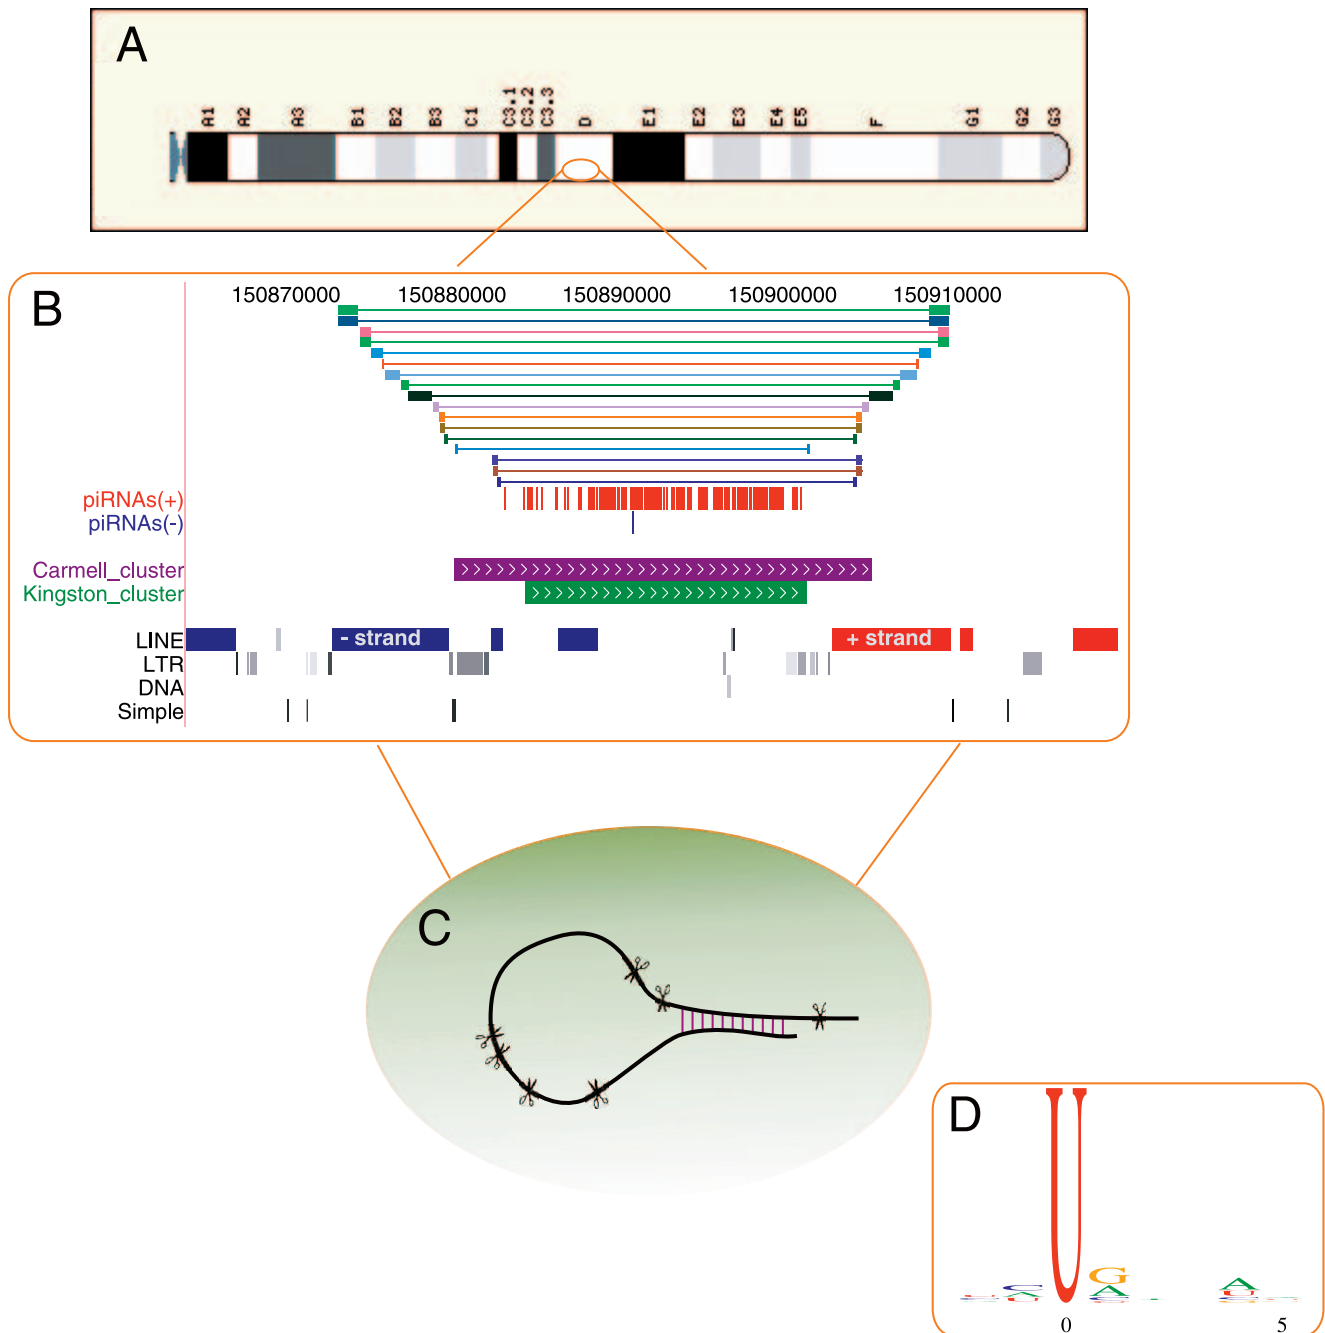 A
A1 A2 A3 B1 B2 B3 C1 C3.1 C3.2 C3.3 D E1 E2 E3 E4 E5 F G1 G2 G3
B
150870000 150880000 150890000 150900000 150910000
piRNAs(+)
piRNAs(-)
Carmell_cluster
Kingston_cluster
LINE - strand + strand
LTR
DNA
Simple
C
D
U
C G
A A A
U U
0 5